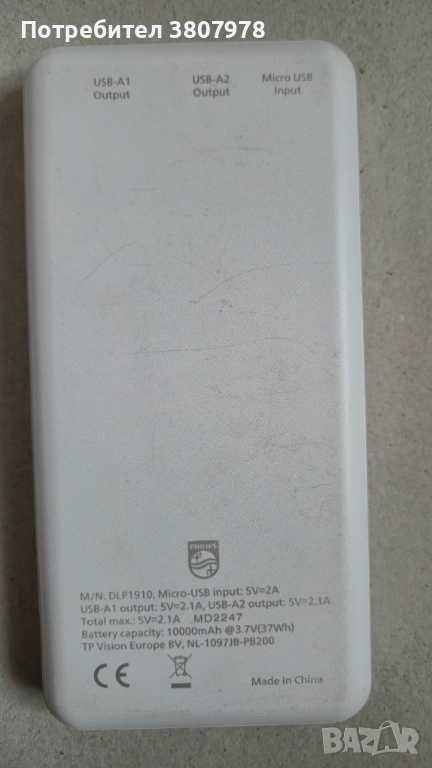 Потребител 3807978
USB-A1 Output
USB-A2 Output
Micro USB Input
PHILIPS
M/N: DLP1910, Micro-USB input: 5V=2A
USB-A1 output: 5V=2.1A, USB-A2 output: 5V=2.1A
Total max.: 5V=2.1A MD2247
Battery capacity: 10000mAh @3.7V(37Wh)
TP Vision Europe BV, NL-1097JB-PB200
CE
Made in China
BAZAR